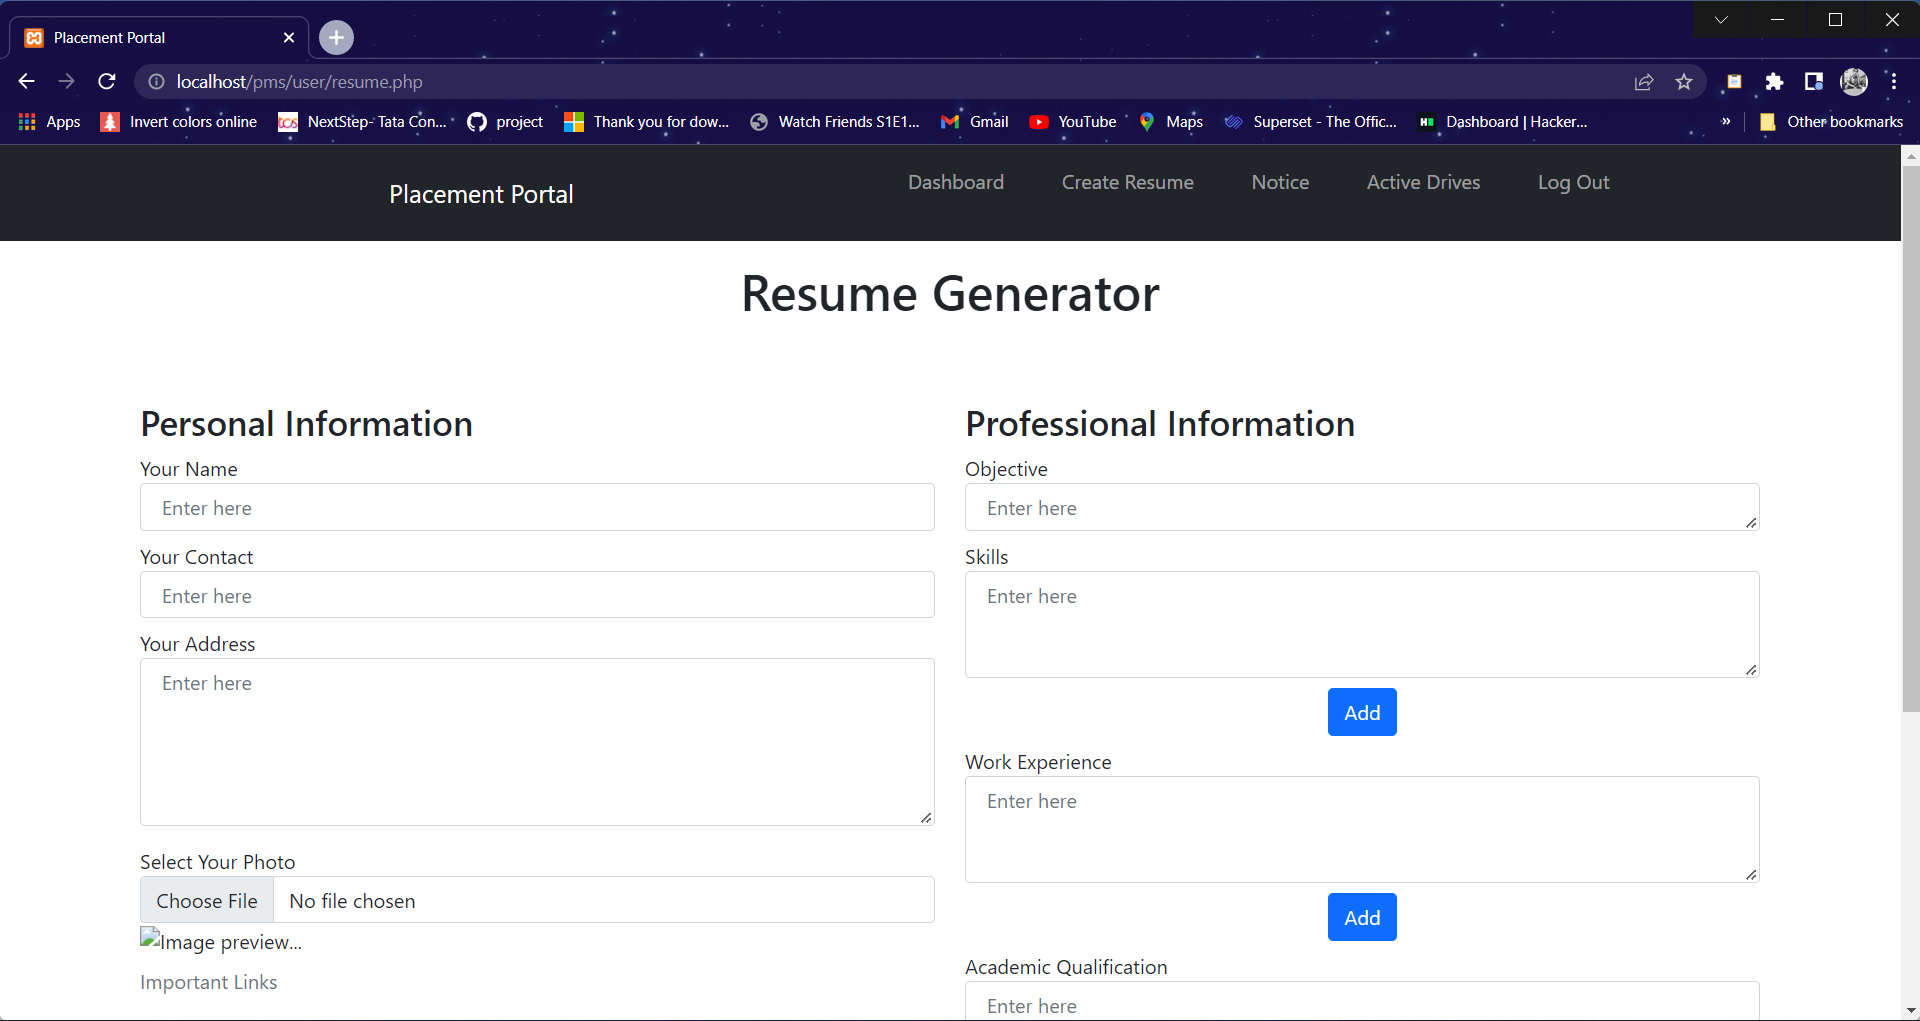 Placement Portal
localhost/pms/user/resume.php
Apps Invert colors online tcs NextStep- Tata Con... project Thank you for dow... Watch Friends S1E1... Gmail YouTube Maps Superset - The Offic... Dashboard | Hacker... » Other bookmarks
Placement Portal Dashboard Create Resume Notice Active Drives Log Out
Resume Generator
Personal Information
Your Name
Enter here
Your Contact
Enter here
Your Address
Enter here
Select Your Photo
Choose File No file chosen
Image preview...
Important Links
Professional Information
Objective
Enter here
Skills
Enter here
Add
Work Experience
Enter here
Add
Academic Qualification
Enter here